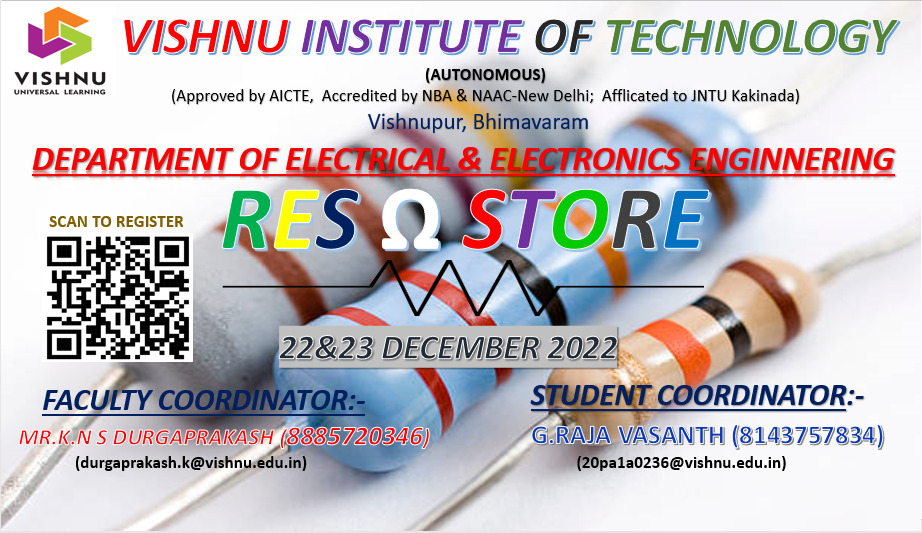 VISHNU
UNIVERSAL LEARNING
VISHNU INSTITUTE OF TECHNOLOGY
(AUTONOMOUS)
(Approved by AICTE, Accredited by NBA & NAAC-New Delhi; Afflicated to JNTU Kakinada)
Vishnupur, Bhimavaram
DEPARTMENT OF ELECTRICAL & ELECTRONICS ENGINNERING
RES Ω STORE
SCAN TO REGISTER
22&23 DECEMBER 2022
FACULTY COORDINATOR:-
MR.K.N S DURGAPRAKASH (8885720346)
(durgaprakash.k@vishnu.edu.in)
STUDENT COORDINATOR:-
G.RAJA VASANTH (8143757834)
(20pa1a0236@vishnu.edu.in)